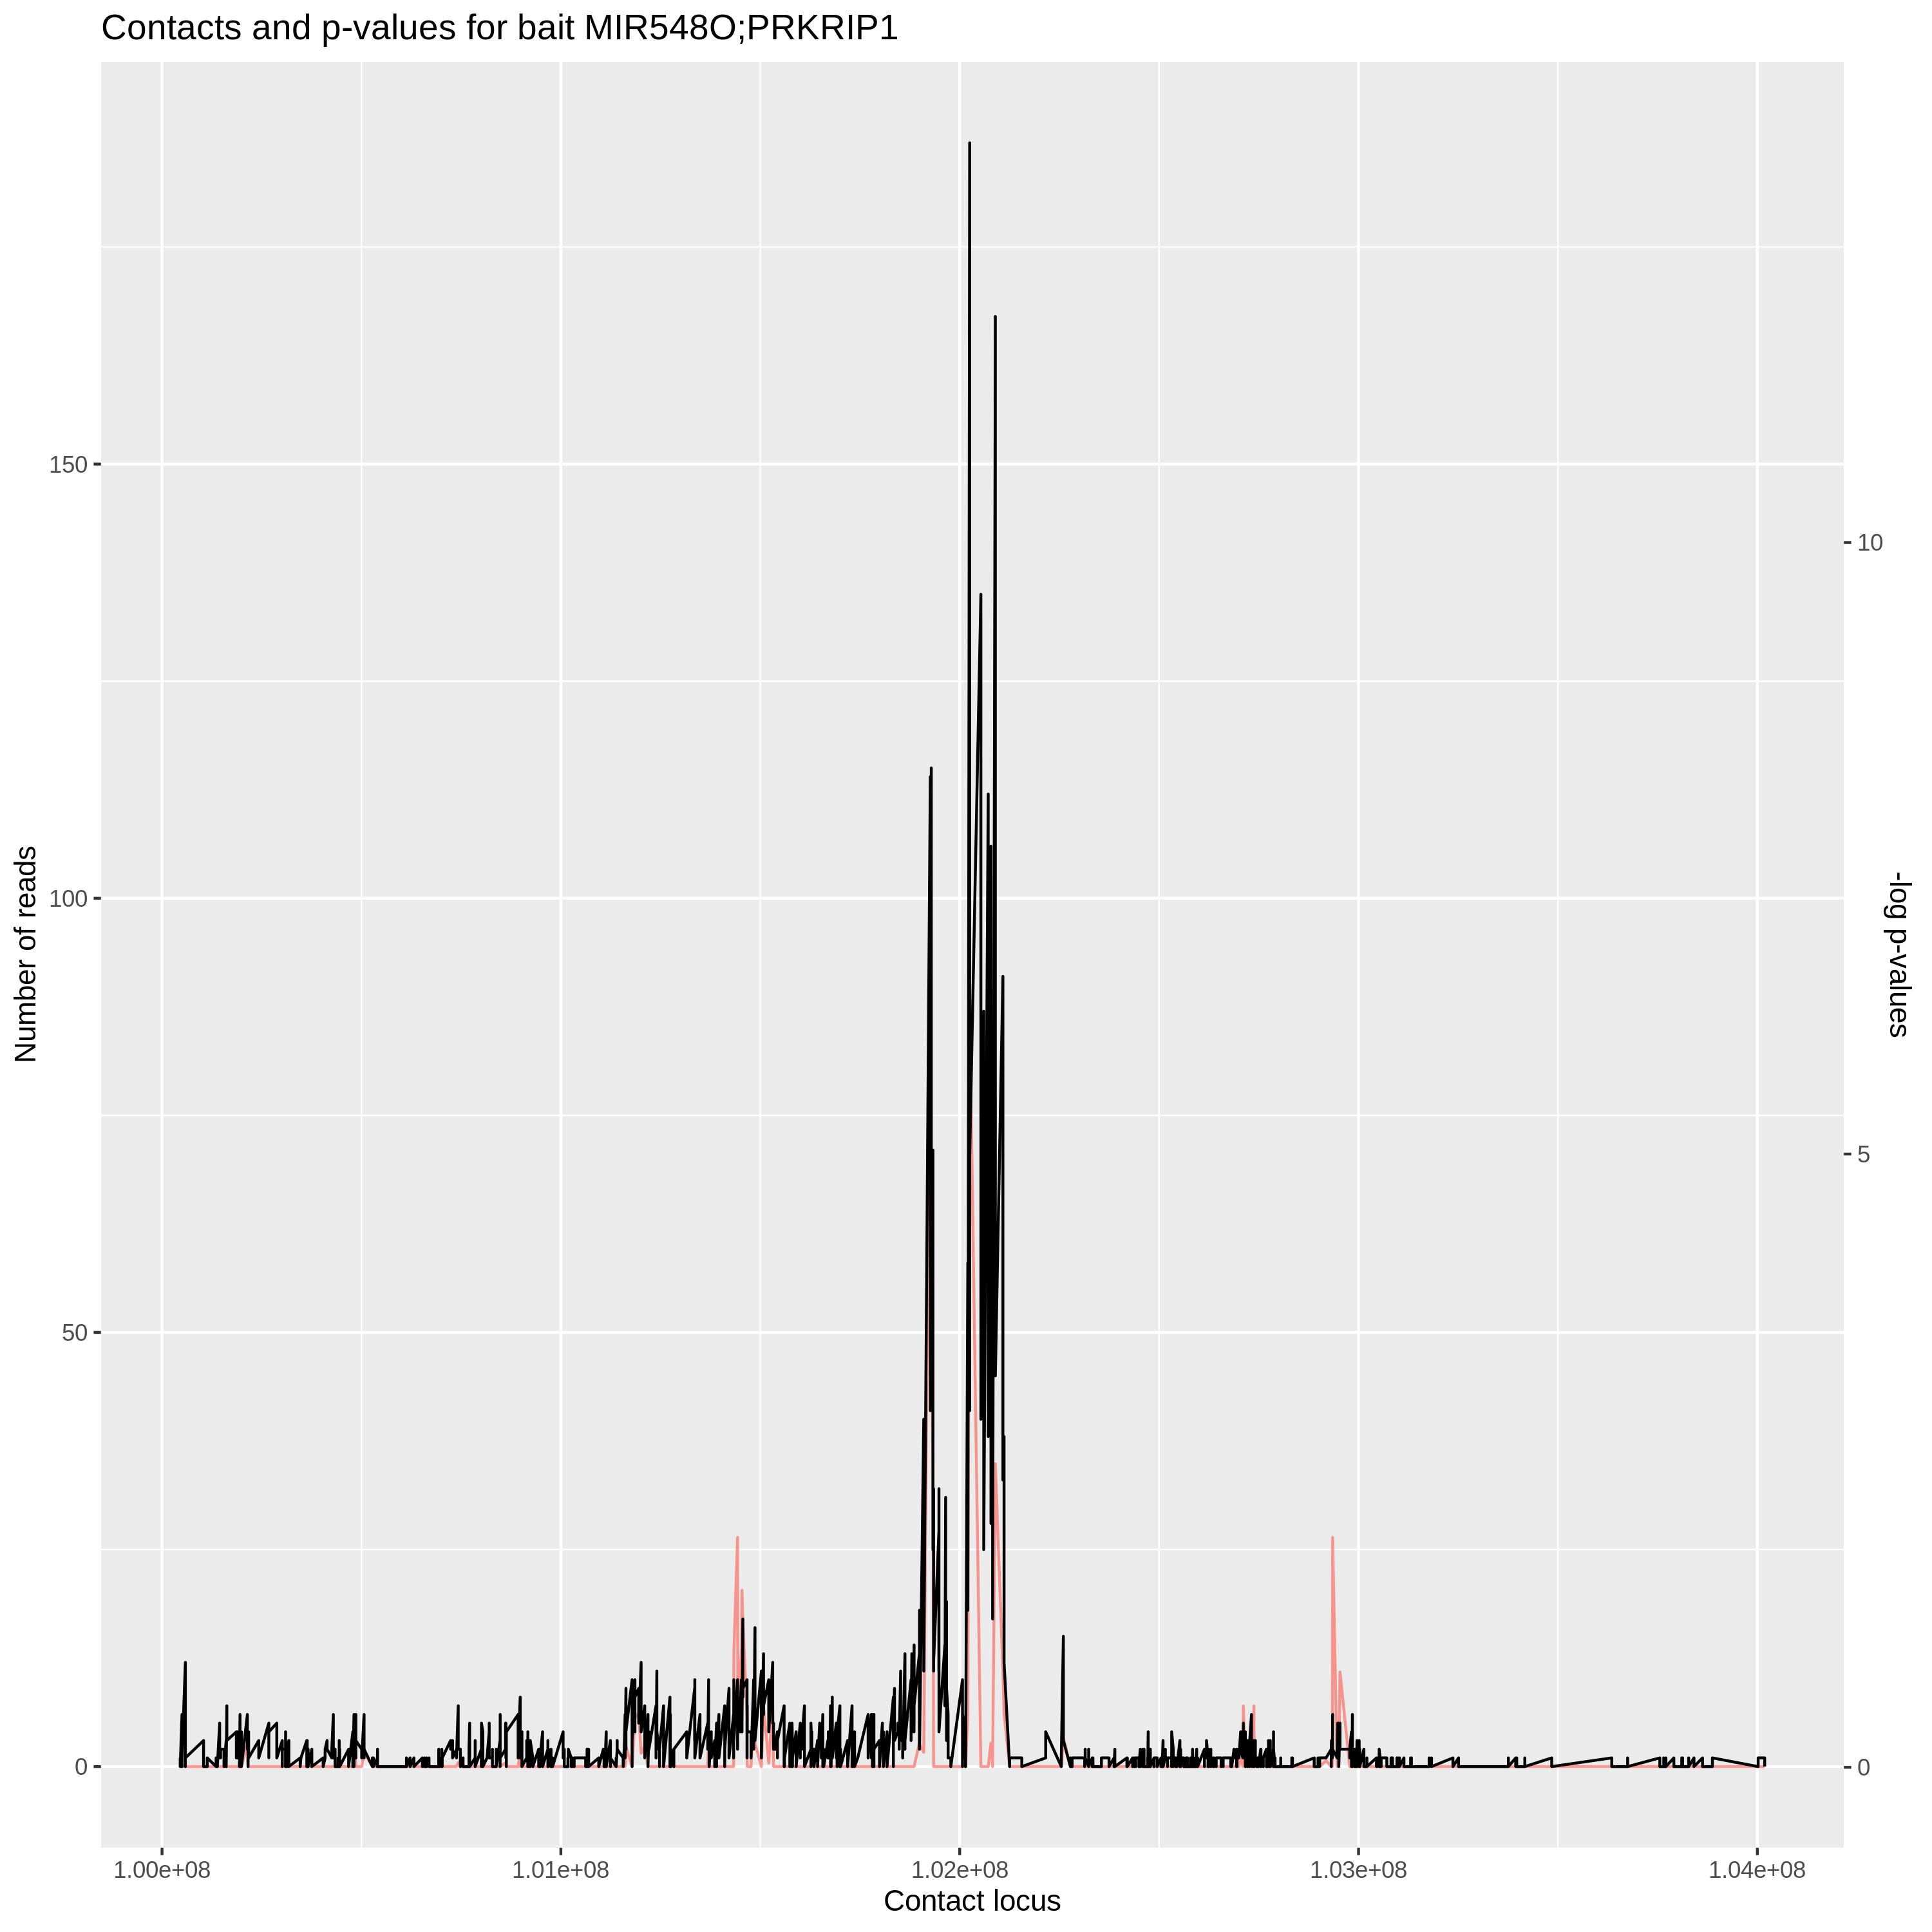 Contacts and p-values for bait MIR548O;PRKRIP1
150
100
50
0
Number of reads
10
5
0
-log p-values
1.00e+08
1.01e+08
1.02e+08
1.03e+08
1.04e+08
Contact locus